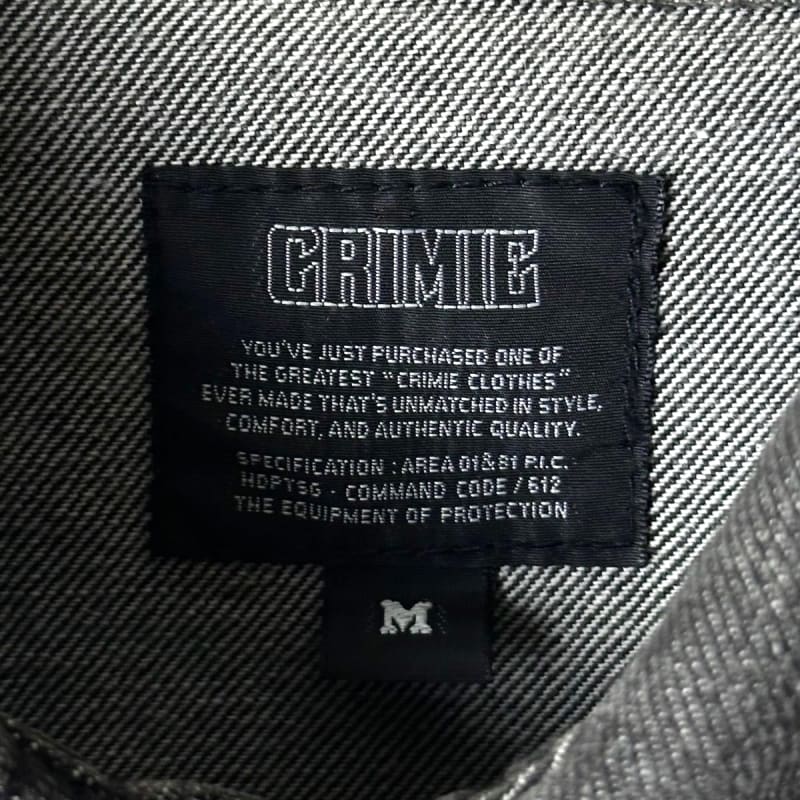 CRIMIE
YOU'VE JUST PURCHASED ONE OF
THE GREATEST "CRIMIE CLOTHES"
EVER MADE THAT'S UNMATCHED IN STYLE,
COMFORT, AND AUTHENTIC QUALITY.
SPECIFICATION : AREA 01&81 P.I.C.
HDPTSG - COMMAND CODE / 612
THE EQUIPMENT OF PROTECTION
M